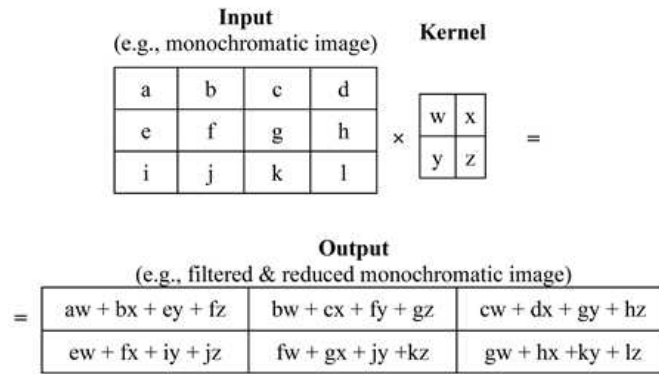 Input
(e.g., monochromatic image)
Kernel
a b c d
e f g h
i j k l
× 
w x
y z
=
Output
(e.g., filtered & reduced monochromatic image)
=
aw + bx + ey + fz bw + cx + fy + gz cw + dx + gy + hz
ew + fx + iy + jz fw + gx + jy +kz gw + hx +ky + lz